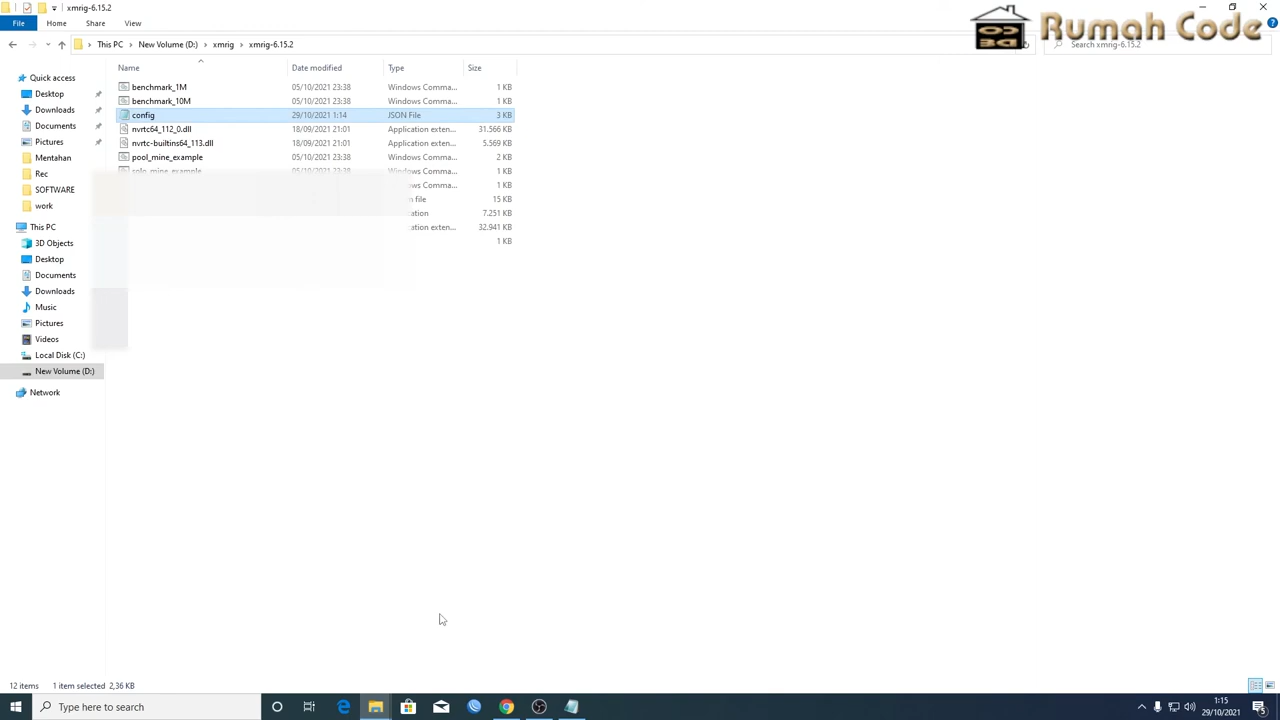 xmrig-6.15.2
File Home Share View
This PC New Volume (D:) xmrig xmrig-6.15.2
Search xmrig-6.15.2
CO
DE
Rumah Code
Name Date modified Type Size
benchmark_1M 05/10/2021 23:38 Windows Comma... 1 KB
benchmark_10M 05/10/2021 23:38 Windows Comma... 1 KB
config 29/10/2021 1:14 JSON File 3 KB
nvrtc64_112_0.dll 18/09/2021 21:01 Application exten... 31.566 KB
nvrtc-builtins64_113.dll 18/09/2021 21:01 Application exten... 5.569 KB
pool_mine_example 05/10/2021 23:38 Windows Comma... 2 KB
solo_mine_example 05/10/2021 23:38 Windows Comma... 1 KB
ws Comma... 1 KB
file 15 KB
7.251 KB
exten... 32.941 KB
1 KB
Quick access
Desktop
Downloads
Documents
Pictures
Mentahan
Rec
SOFTWARE
work
This PC
3D Objects
Desktop
Documents
Downloads
Music
Pictures
Videos
Local Disk (C:)
New Volume (D:)
Network
12 items 1 item selected 2,36 KB
Type here to search
1:15
29/10/2021